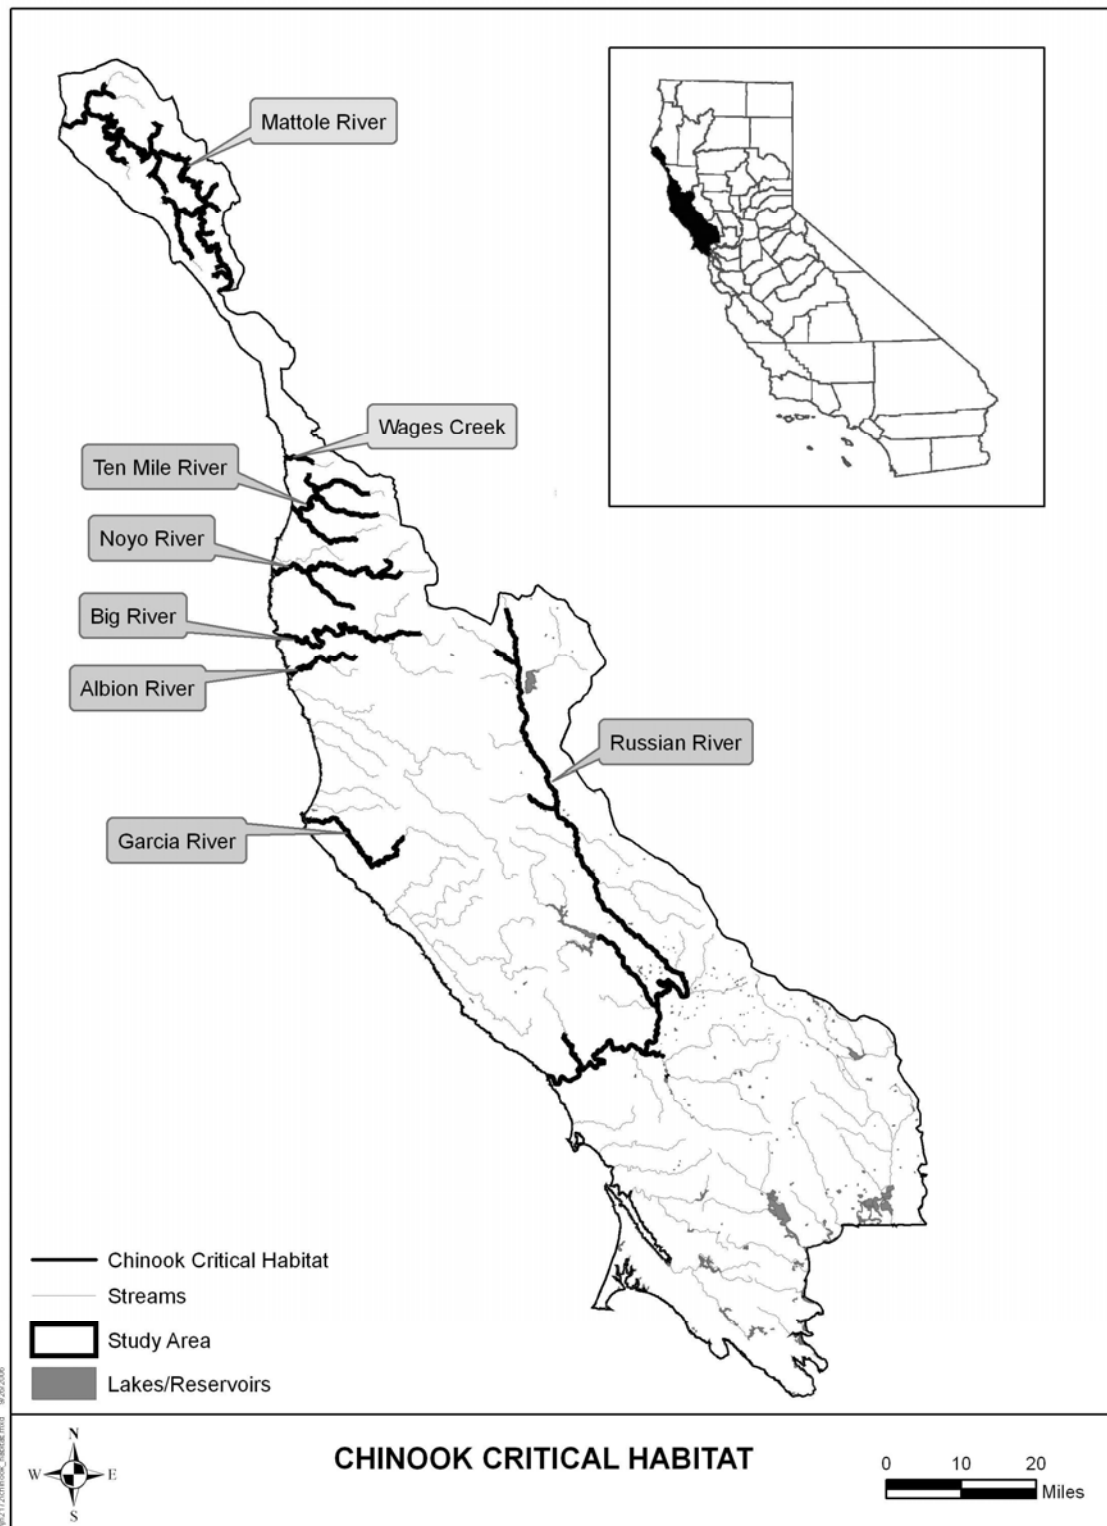 Mattole River
Wages Creek
Ten Mile River
Noyo River
Big River
Albion River
Russian River
Garcia River
Chinook Critical Habitat
Streams
Study Area
Lakes/Reservoirs
N
W E
S
CHINOOK CRITICAL HABITAT
0 10 20
Miles